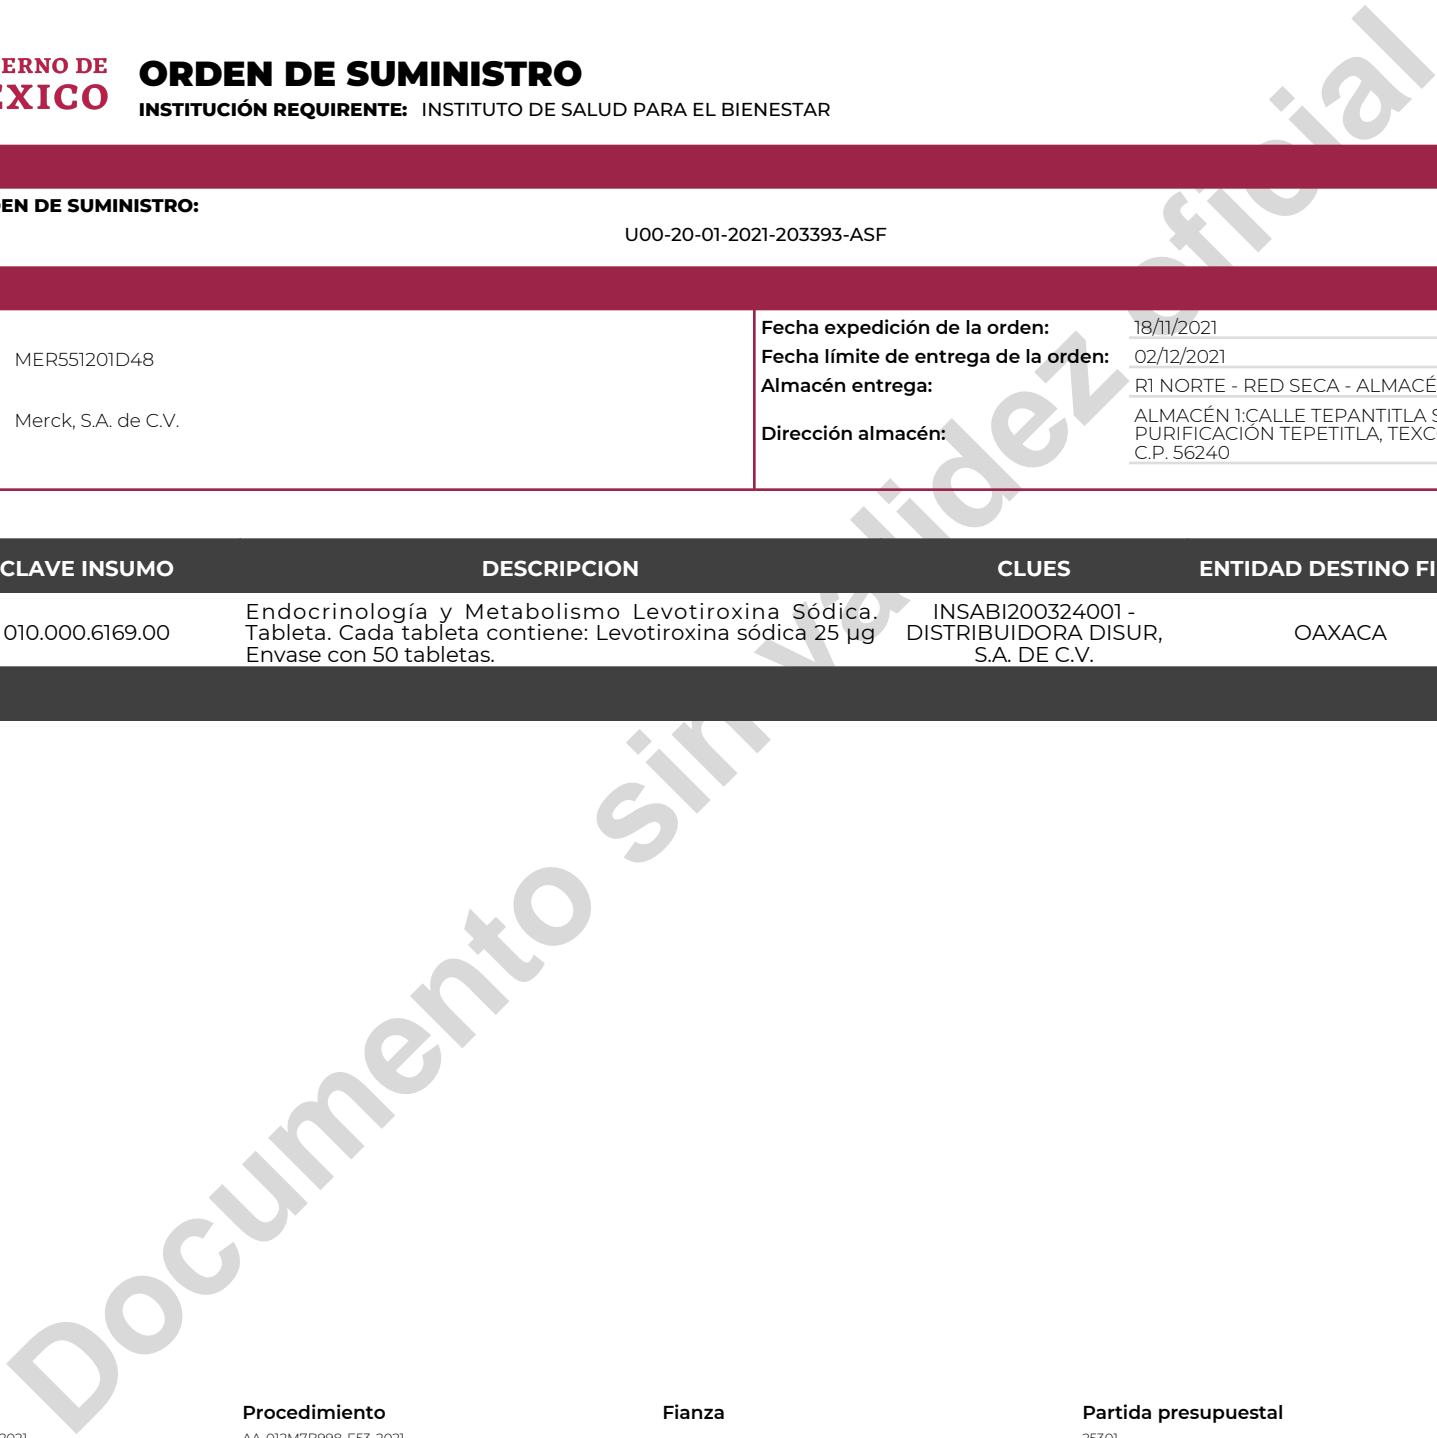 ERNO DE
ÉXICO
ORDEN DE SUMINISTRO
INSTITUCIÓN REQUIRENTE: INSTITUTO DE SALUD PARA EL BIENESTAR
EN DE SUMINISTRO:
U00-20-01-2021-203393-ASF
MER551201D48
Merck, S.A. de C.V.
Fecha expedición de la orden: 18/11/2021
Fecha límite de entrega de la orden: 02/12/2021
Almacén entrega: R1 NORTE - RED SECA - ALMACÉ
Dirección almacén:
ALMACÉN 1:CALLE TEPANTITLA S
PURIFICACIÓN TEPETITLA, TEXC
C.P. 56240
CLAVE INSUMO DESCRIPCION CLUES ENTIDAD DESTINO FI
010.000.6169.00
Endocrinología y Metabolismo Levotiroxina Sódica.
Tableta. Cada tableta contiene: Levotiroxina sódica 25 µg
Envase con 50 tabletas.
INSABI200324001 -
DISTRIBUIDORA DISUR,
S.A. DE C.V.
OAXACA
Documento sin validez oficial
Procedimiento Fianza Partida presupuestal